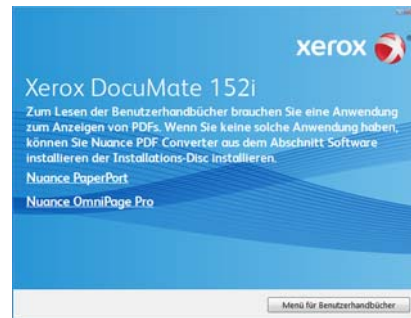 xerox
Xerox DocuMate 152i
Zum Lesen der Benutzerhandbücher brauchen Sie eine Anwendung
zum Anzeigen von PDFs. Wenn Sie keine solche Anwendung haben,
können Sie Nuance PDF Converter aus dem Abschnitt Software
installieren der Installations-Disc installieren.
Nuance PaperPort
Nuance OmniPage Pro
Menü für Benutzerhandbücher